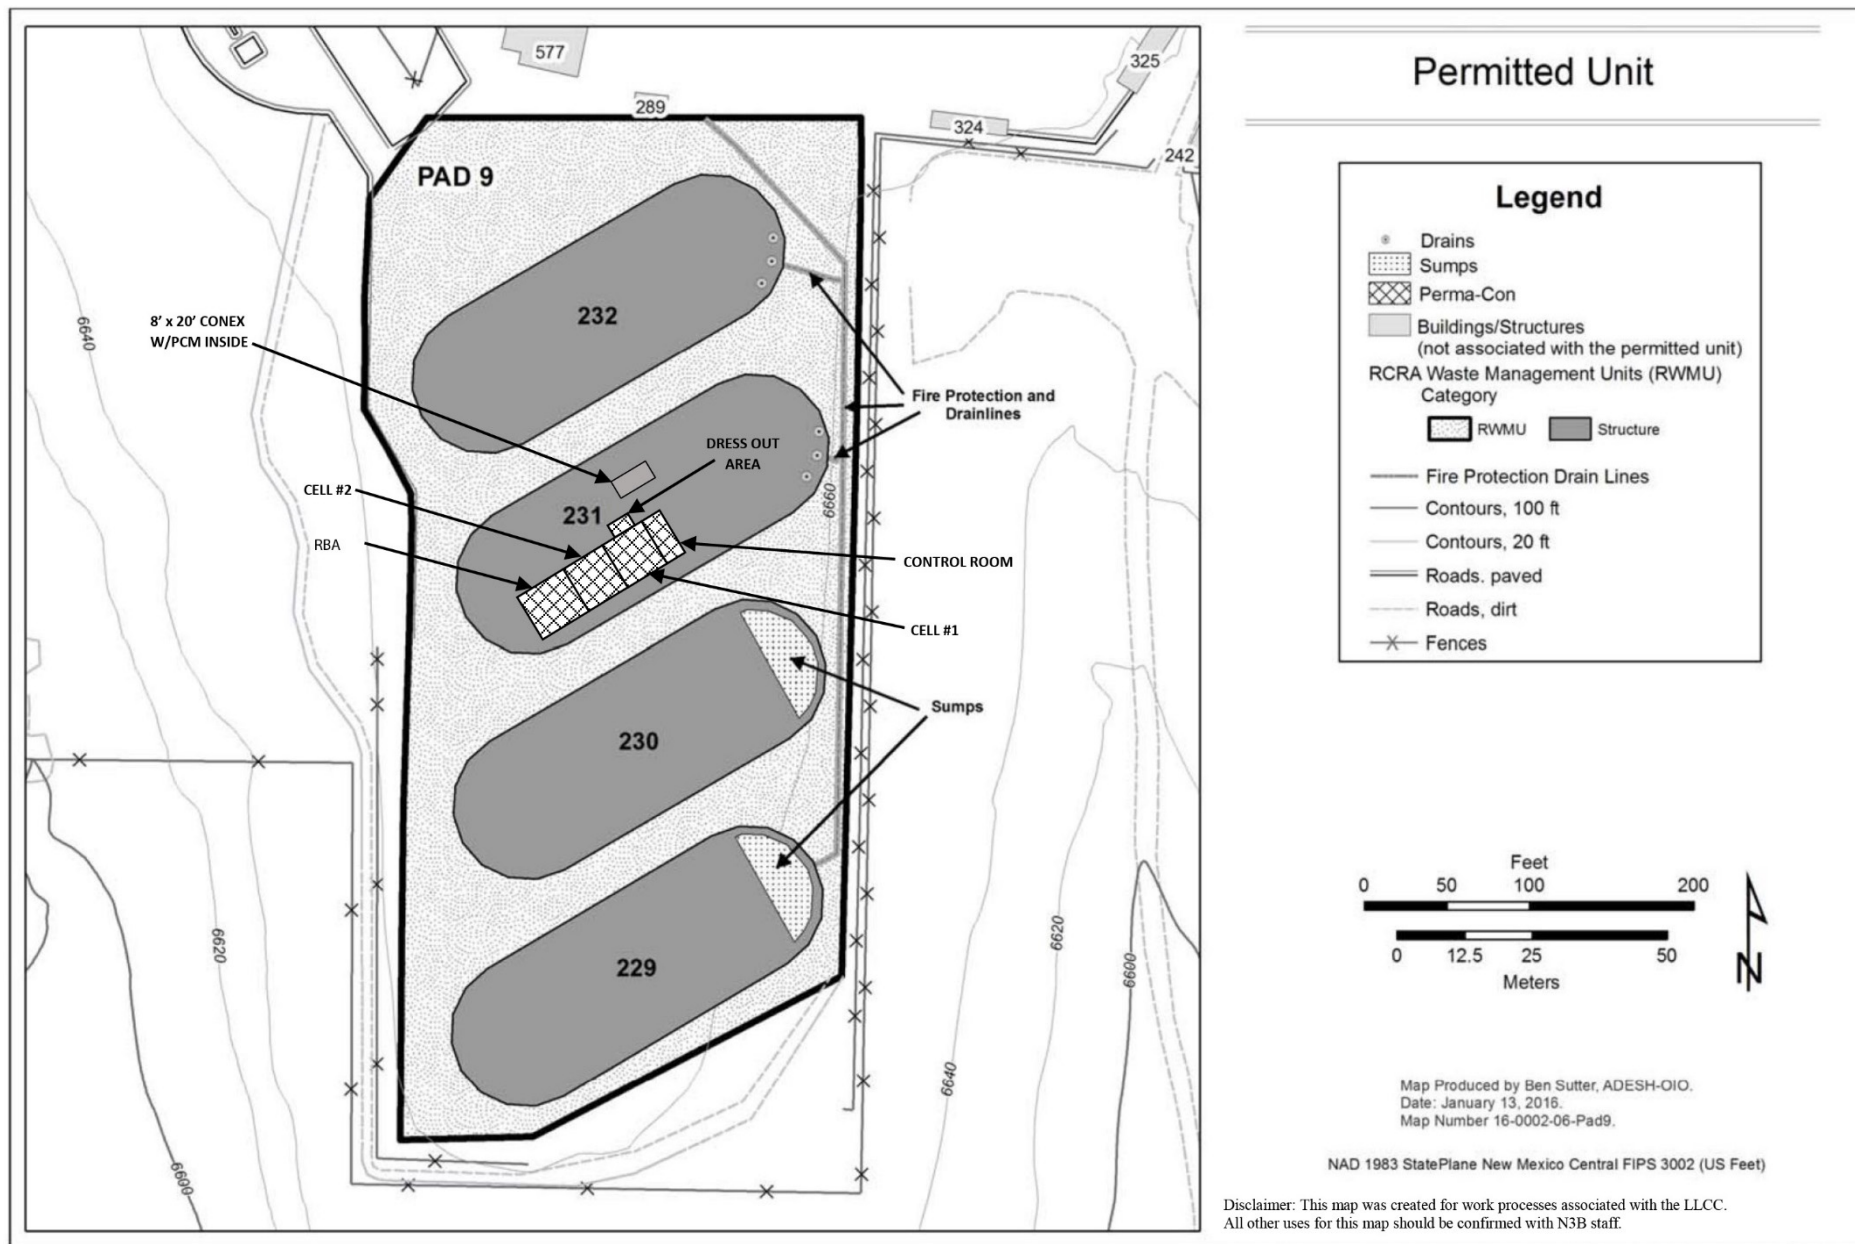 577
325
289
324
242
PAD 9
232
6640
8' x 20' CONEX
W/PCM INSIDE
Fire Protection and
Drainlines
DRESS OUT
AREA
CELL #2
6660
231
RBA
CONTROL ROOM
CELL #1
Sumps
230
229
6620
6620
6600
6640
6600
Permitted Unit
Legend
Drains
Sumps
Perma-Con
Buildings/Structures
(not associated with the permitted unit)
RCRA Waste Management Units (RWMU)
Category
RWMU Structure
Fire Protection Drain Lines
Contours, 100 ft
Contours, 20 ft
Roads. paved
Roads, dirt
Fences
Feet
0 50 100 200
0 12.5 25 50
Meters
N
Map Produced by Ben Sutter, ADESH-OIO.
Date: January 13, 2016.
Map Number 16-0002-06-Pad9.
NAD 1983 StatePlane New Mexico Central FIPS 3002 (US Feet)
Disclaimer: This map was created for work processes associated with the LLCC.
All other uses for this map should be confirmed with N3B staff.